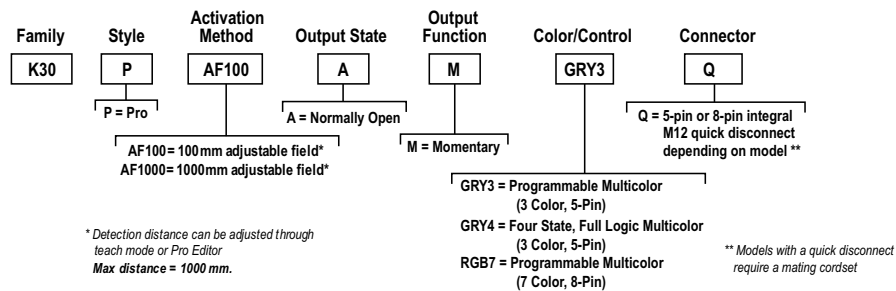 Family
Style
Activation
Method
Output State
Output
Function
Color/Control
Connector
K30
P
AF100
A
M
GRY3
Q
P = Pro
AF100= 100mm adjustable field*
AF1000= 1000mm adjustable field*
A = Normally Open
M = Momentary
GRY3 = Programmable Multicolor
(3 Color, 5-Pin)
GRY4 = Four State, Full Logic Multicolor
(3 Color, 5-Pin)
RGB7 = Programmable Multicolor
(7 Color, 8-Pin)
Q = 5-pin or 8-pin integral
M12 quick disconnect
depending on model **
* Detection distance can be adjusted through
teach mode or Pro Editor
Max distance = 1000 mm.
** Models with a quick disconnect
require a mating cordset